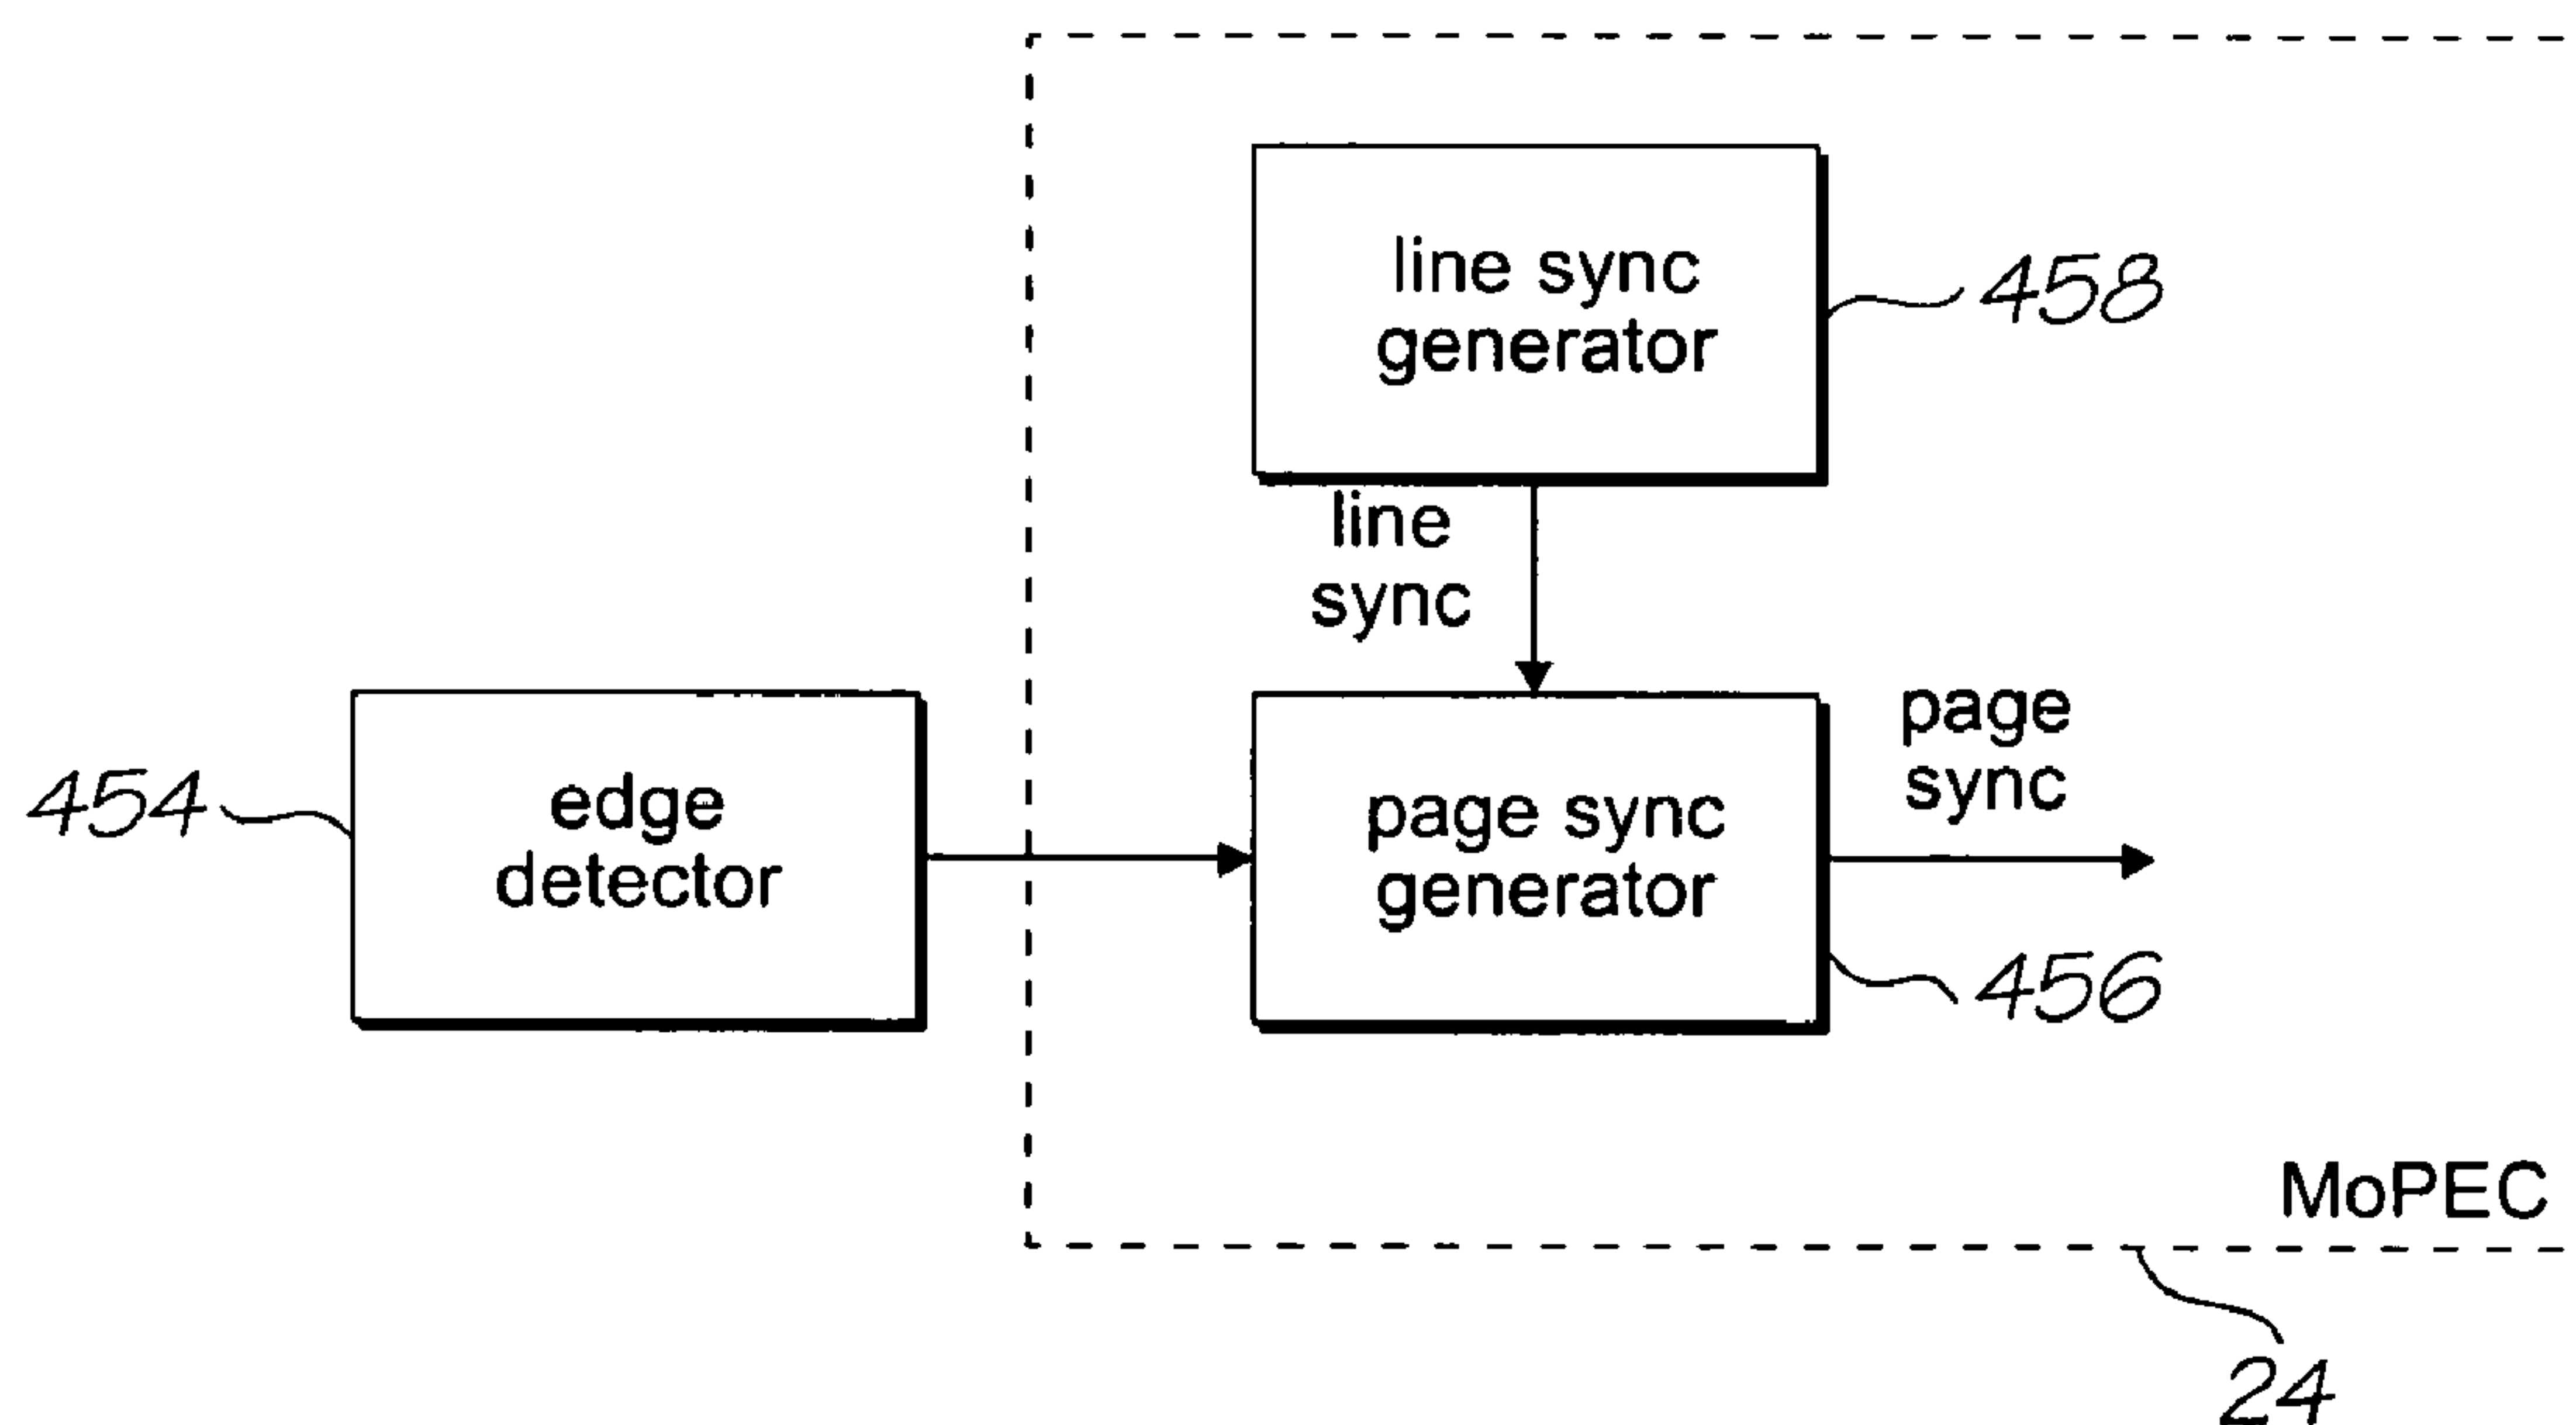 line sync
generator
458
line
sync
454
edge
detector
page sync
generator
page
sync
456
MoPEC
24